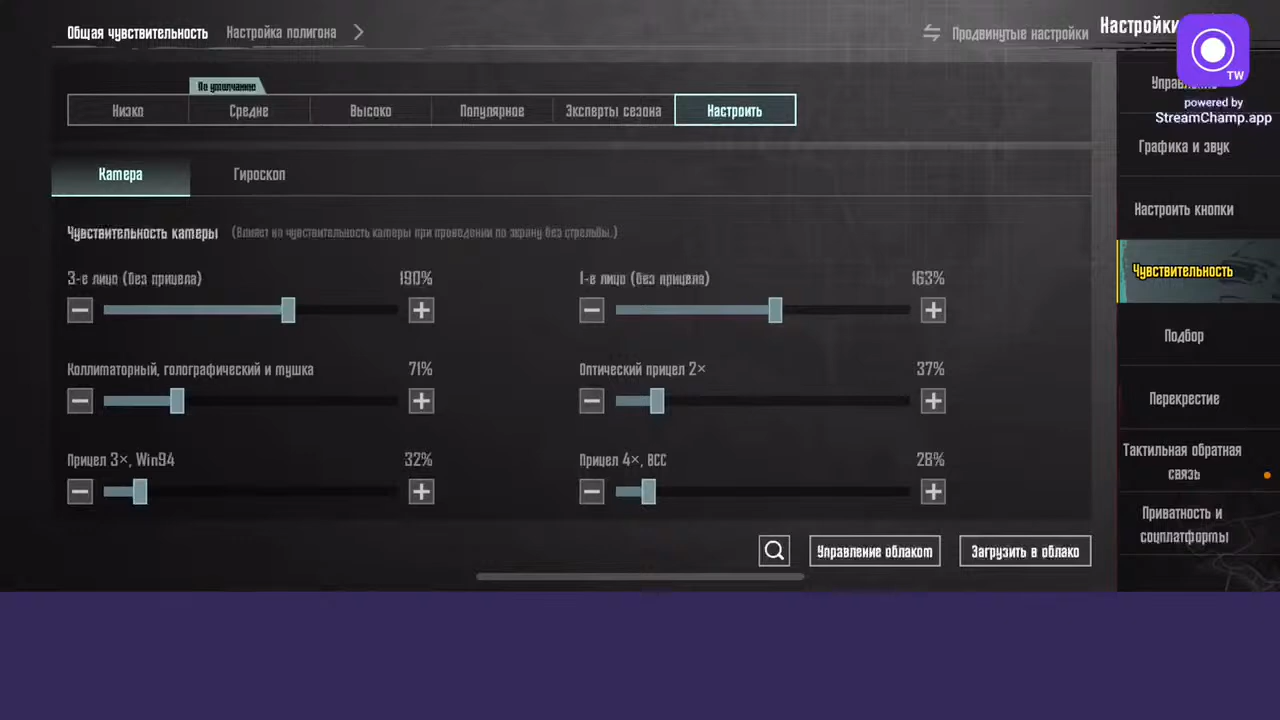 Общая чувствительность
Настройка полигона
Продвинутые настройки
Настройки
TW
powered by
StreamChamp.app
По умолчанию
Низко
Средне
Высоко
Популярное
Эксперты сезона
Настроить
Камера
Гироскоп
Чувствительность камеры (Влияет на чувствительность камеры при проведении по экрану без стрельбы.)
3-е лицо (без прицела) 190%
1-е лицо (без прицела) 163%
Коллиматорный, голографический и мушка 71%
Оптический прицел 2× 37%
Прицел 3×, Win94 32%
Прицел 4×, ВСС 28%
Управление облаком
Загрузить в облако
Управление
Графика и звук
Настроить кнопки
Чувствительность
Подбор
Перекрестие
Тактильная обратная
связь
Приватность и
соцплатформы